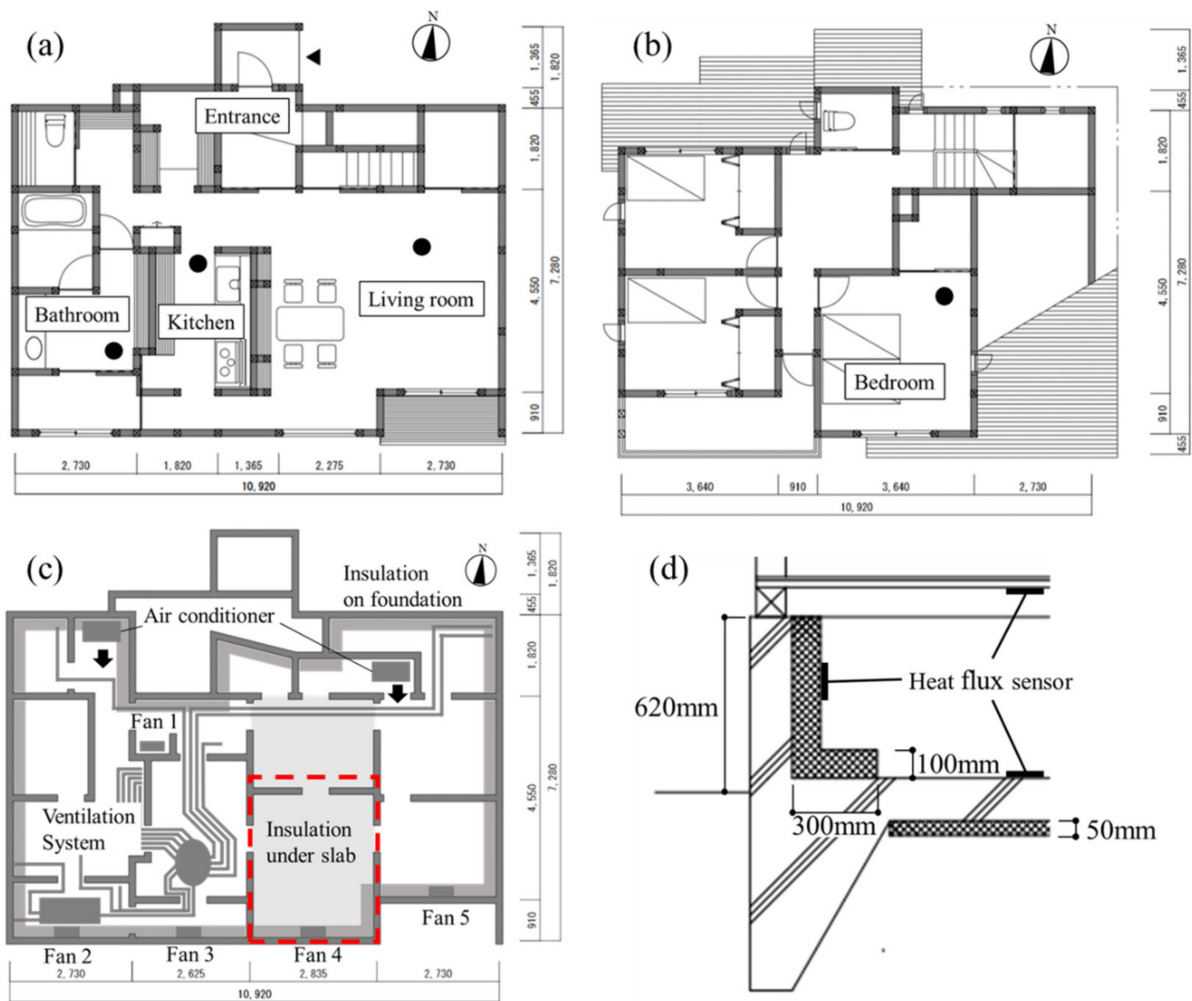 (a)
N
Entrance
Living room
Bathroom
Kitchen
1,365
1,820
455
1,820
7,280
4,550
910
2,730
1,820
1,365
2,275
2,730
10,920
(b)
N
Bedroom
1,365
455
1,820
7,280
4,550
910
455
3,640
910
3,640
2,730
10,920
(c)
N
Insulation
on foundation
Air conditioner
Fan 1
Ventilation
System
Insulation
under slab
Fan 5
Fan 2
Fan 3
Fan 4
1,365
1,820
455
1,820
7,280
4,550
910
2,730
2,625
2,835
2,730
10,920
(d)
Heat flux sensor
620mm
100mm
300mm
50mm